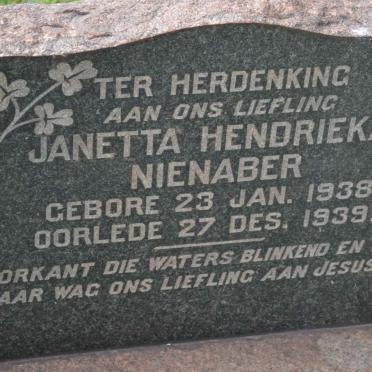 TER HERDENKING
AAN ONS LIEFLING
JANETTA HENDRIEKA
NIENABER
GEBORE 23 JAN. 1938
OORLEDE 27 DES. 1939.
ORKANT DIE WATERS BLINKEND EN
AAR WAG ONS LIEFLING AAN JESUS